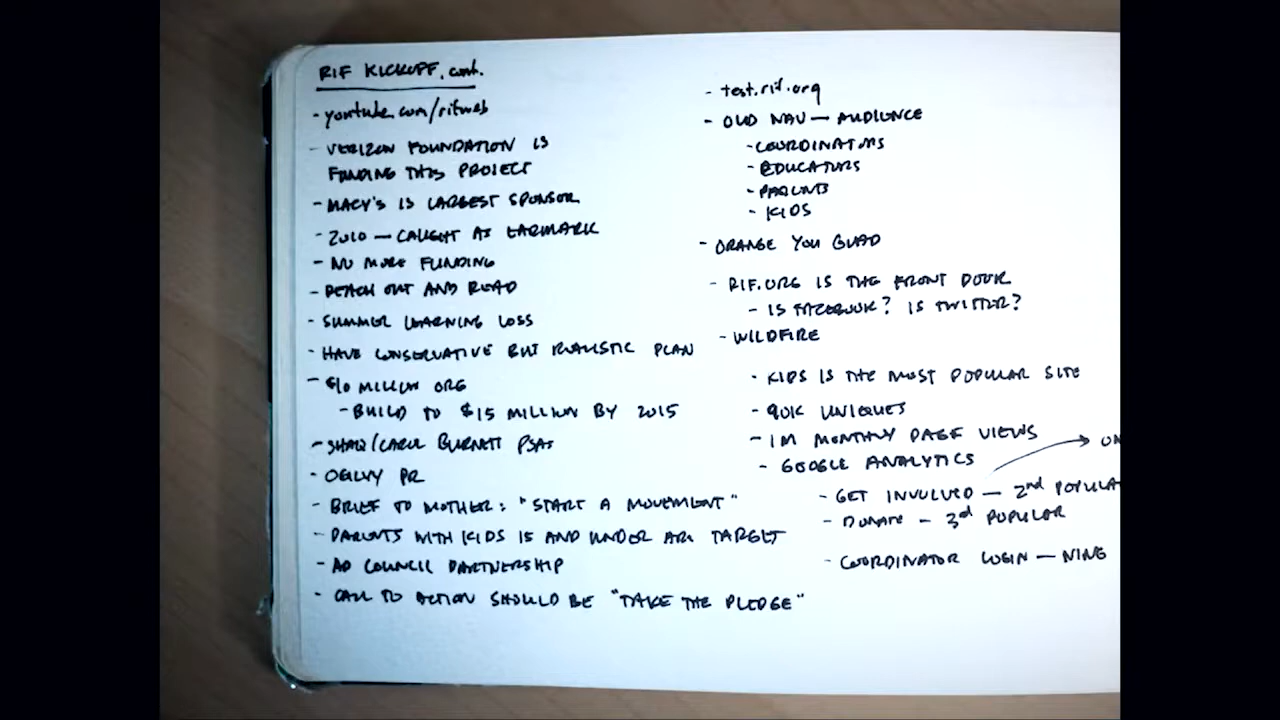 RIF KICKOFF, cont.
- youtube.com/rifweb
- VERIZON FOUNDATION IS
FUNDING THIS PROJECT
- MACY'S IS LARGEST SPONSOR
- 2010 — CAUGHT AS EARMARK
- NO MORE FUNDING
- REACH OUT AND READ
- SUMMER LEARNING LOSS
- HAVE CONSERVATIVE BUT REALISTIC PLAN
- $10 MILLION ORG
- BUILD TO $15 MILLION BY 2015
- SHAQ/CAROL BURNETT PSAs
- OGILVY PR
- BRIEF TO MOTHER: "START A MOVEMENT"
- PARENTS WITH KIDS 15 AND UNDER ARE TARGET
- AD COUNCIL PARTNERSHIP
- CALL TO ACTION SHOULD BE "TAKE THE PLEDGE"
- test.rif.org
- OLD NAV — AUDIENCE
- COORDINATORS
- EDUCATORS
- PARENTS
- KIDS
- ORANGE YOU GLAD
- RIF.ORG IS THE FRONT DOOR
- IS FACEBOOK? IS TWITTER?
- WILDFIRE
- KIDS IS THE MOST POPULAR SITE
- 90K UNIQUES
- 1M MONTHLY PAGE VIEWS
- GOOGLE ANALYTICS
- GET INVOLVED — 2nd
- DONATE — 3rd POPULAR
- COORDINATOR LOGIN — NING